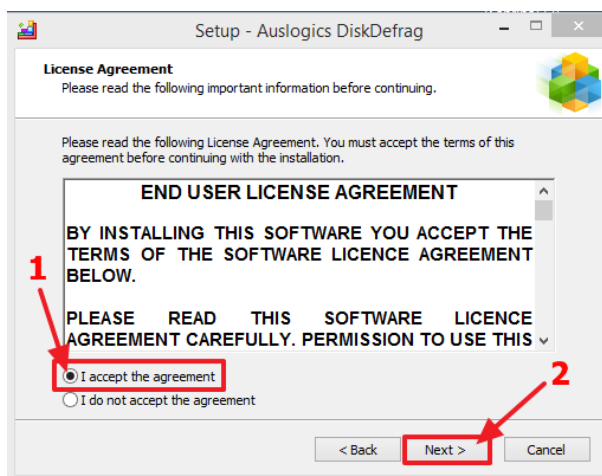 Setup - Auslogics DiskDefrag
License Agreement
Please read the following important information before continuing.
Please read the following License Agreement. You must accept the terms of this
agreement before continuing with the installation.
END USER LICENSE AGREEMENT
BY INSTALLING THIS SOFTWARE YOU ACCEPT THE
TERMS OF THE SOFTWARE LICENCE AGREEMENT
BELOW.
PLEASE READ THIS SOFTWARE LICENCE
AGREEMENT CAREFULLY. PERMISSION TO USE THIS
1
I accept the agreement
I do not accept the agreement
2
< Back Next > Cancel